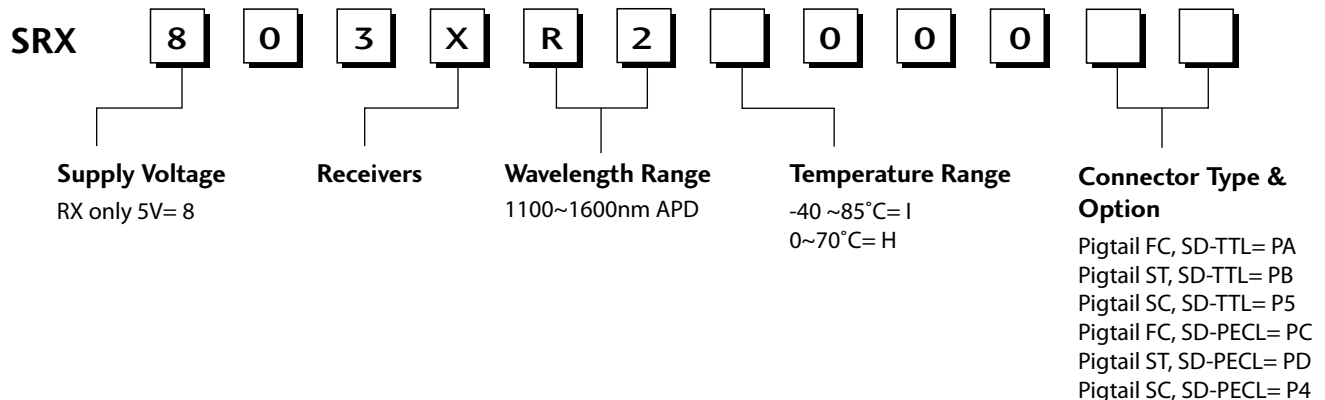 SRX 8 0 3 X R 2 0 0 0
Supply Voltage
RX only 5V= 8
Receivers
Wavelength Range
1100~1600nm APD
Temperature Range
-40 ~85˚C= I
0~70˚C= H
Connector Type &
Option
Pigtail FC, SD-TTL= PA
Pigtail ST, SD-TTL= PB
Pigtail SC, SD-TTL= P5
Pigtail FC, SD-PECL= PC
Pigtail ST, SD-PECL= PD
Pigtail SC, SD-PECL= P4